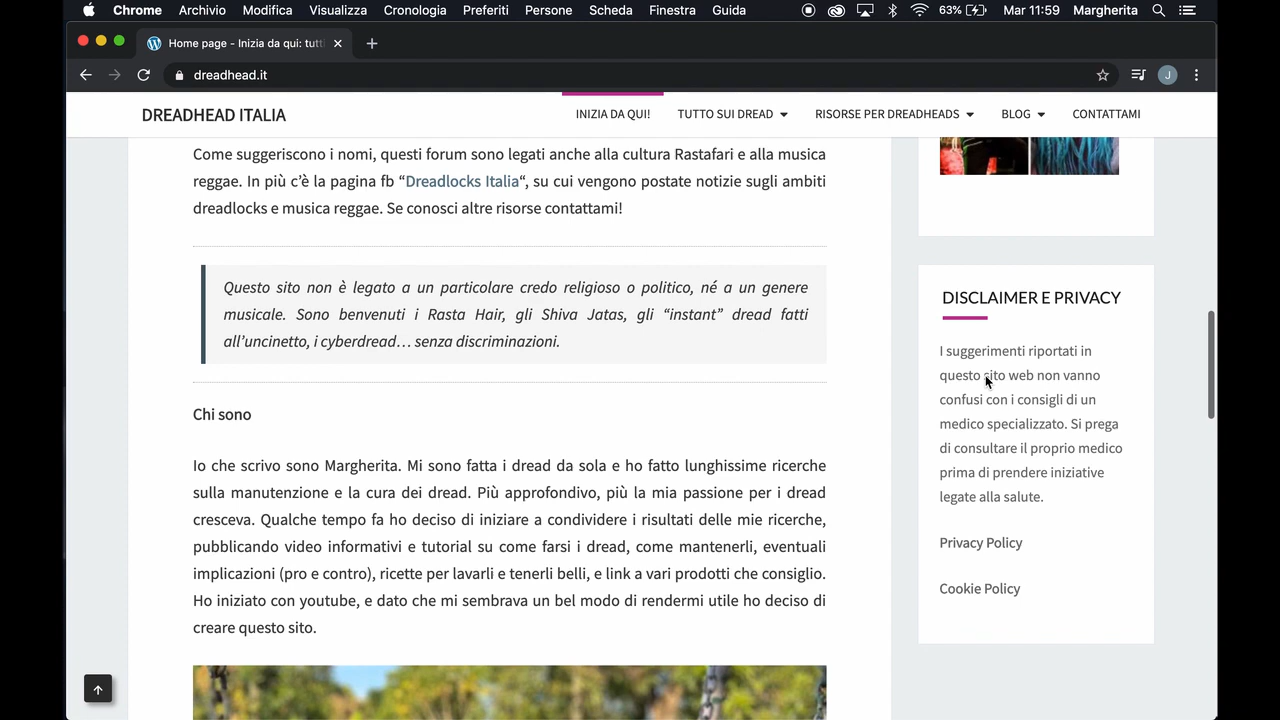 Chrome Archivio Modifica Visualizza Cronologia Preferiti Persone Scheda Finestra Guida 63% Mar 11:59 Margherita
Home page - Inizia da qui: tutti
dreadhead.it J
DREADHEAD ITALIA INIZIA DA QUI! TUTTO SUI DREAD RISORSE PER DREADHEADS BLOG CONTATTAMI
Come suggeriscono i nomi, questi forum sono legati anche alla cultura Rastafari e alla musica
reggae. In più c’è la pagina fb “Dreadlocks Italia“, su cui vengono postate notizie sugli ambiti
dreadlocks e musica reggae. Se conosci altre risorse contattami!
Questo sito non è legato a un particolare credo religioso o politico, né a un genere
musicale. Sono benvenuti i Rasta Hair, gli Shiva Jatas, gli “instant” dread fatti
all’uncinetto, i cyberdread… senza discriminazioni.
Chi sono
Io che scrivo sono Margherita. Mi sono fatta i dread da sola e ho fatto lunghissime ricerche
sulla manutenzione e la cura dei dread. Più approfondivo, più la mia passione per i dread
cresceva. Qualche tempo fa ho deciso di iniziare a condividere i risultati delle mie ricerche,
pubblicando video informativi e tutorial su come farsi i dread, come mantenerli, eventuali
implicazioni (pro e contro), ricette per lavarli e tenerli belli, e link a vari prodotti che consiglio.
Ho iniziato con youtube, e dato che mi sembrava un bel modo di rendermi utile ho deciso di
creare questo sito.
DISCLAIMER E PRIVACY
I suggerimenti riportati in
questo sito web non vanno
confusi con i consigli di un
medico specializzato. Si prega
di consultare il proprio medico
prima di prendere iniziative
legate alla salute.
Privacy Policy
Cookie Policy